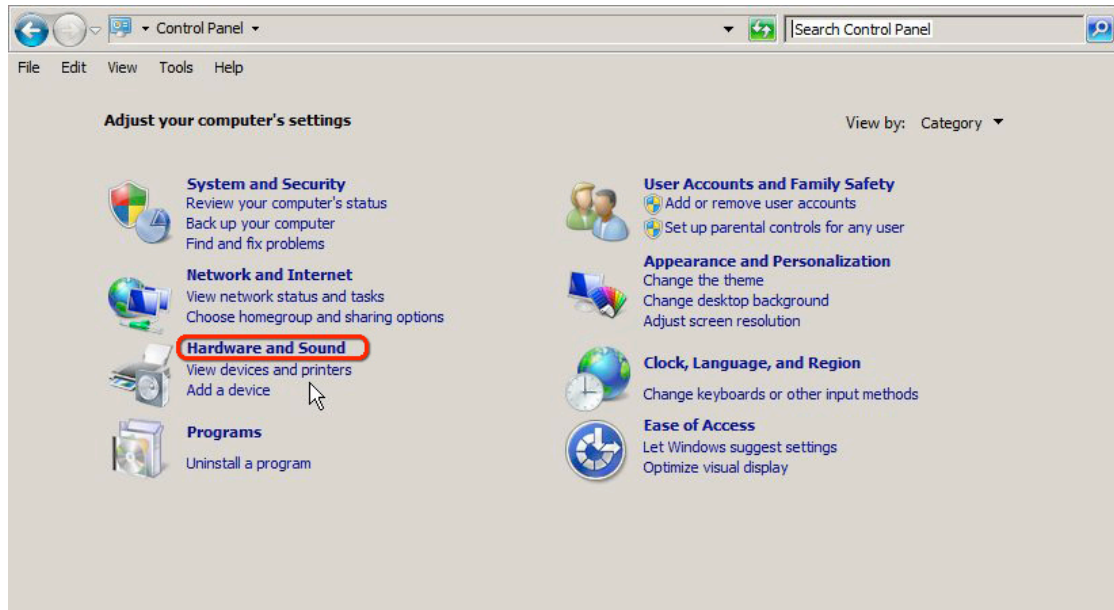 Control Panel
Search Control Panel
File Edit View Tools Help
Adjust your computer's settings
View by: Category
System and Security
Review your computer's status
Back up your computer
Find and fix problems
Network and Internet
View network status and tasks
Choose homegroup and sharing options
Hardware and Sound
View devices and printers
Add a device
Programs
Uninstall a program
User Accounts and Family Safety
Add or remove user accounts
Set up parental controls for any user
Appearance and Personalization
Change the theme
Change desktop background
Adjust screen resolution
Clock, Language, and Region
Change keyboards or other input methods
Ease of Access
Let Windows suggest settings
Optimize visual display